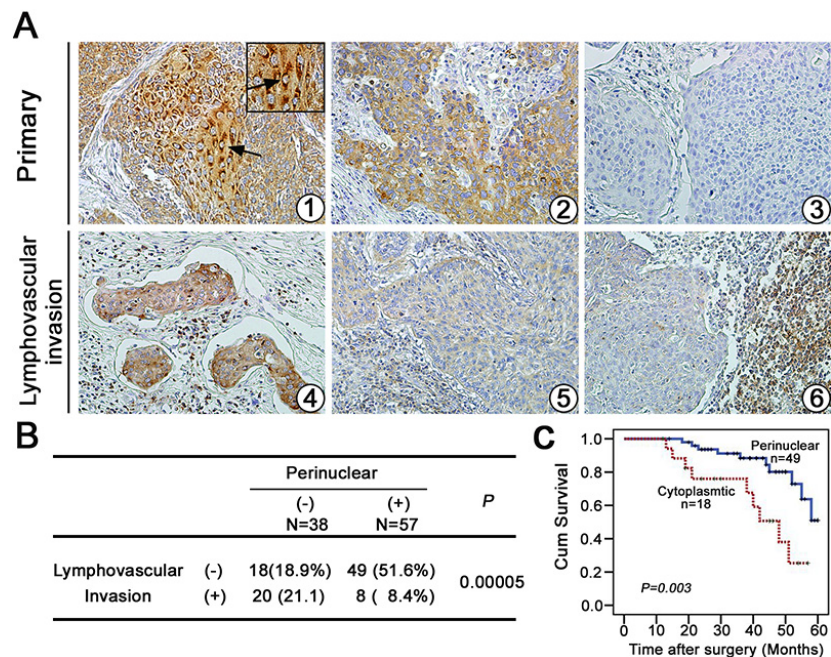 A
Primary
1
2
3
Lymphovascular
invasion
4
5
6
B
Perinuclear
(-) (+) P
N=38 N=57
Lymphovascular (-) 18(18.9%) 49 (51.6%) 0.00005
Invasion (+) 20 (21.1) 8 ( 8.4%)
C
Cum Survival
1.0
0.8
0.6
0.4
0.2
0.0
Perinuclear
n=49
Cytoplasmtic
n=18
P=0.003
0 10 20 30 40 50 60
Time after surgery (Months)